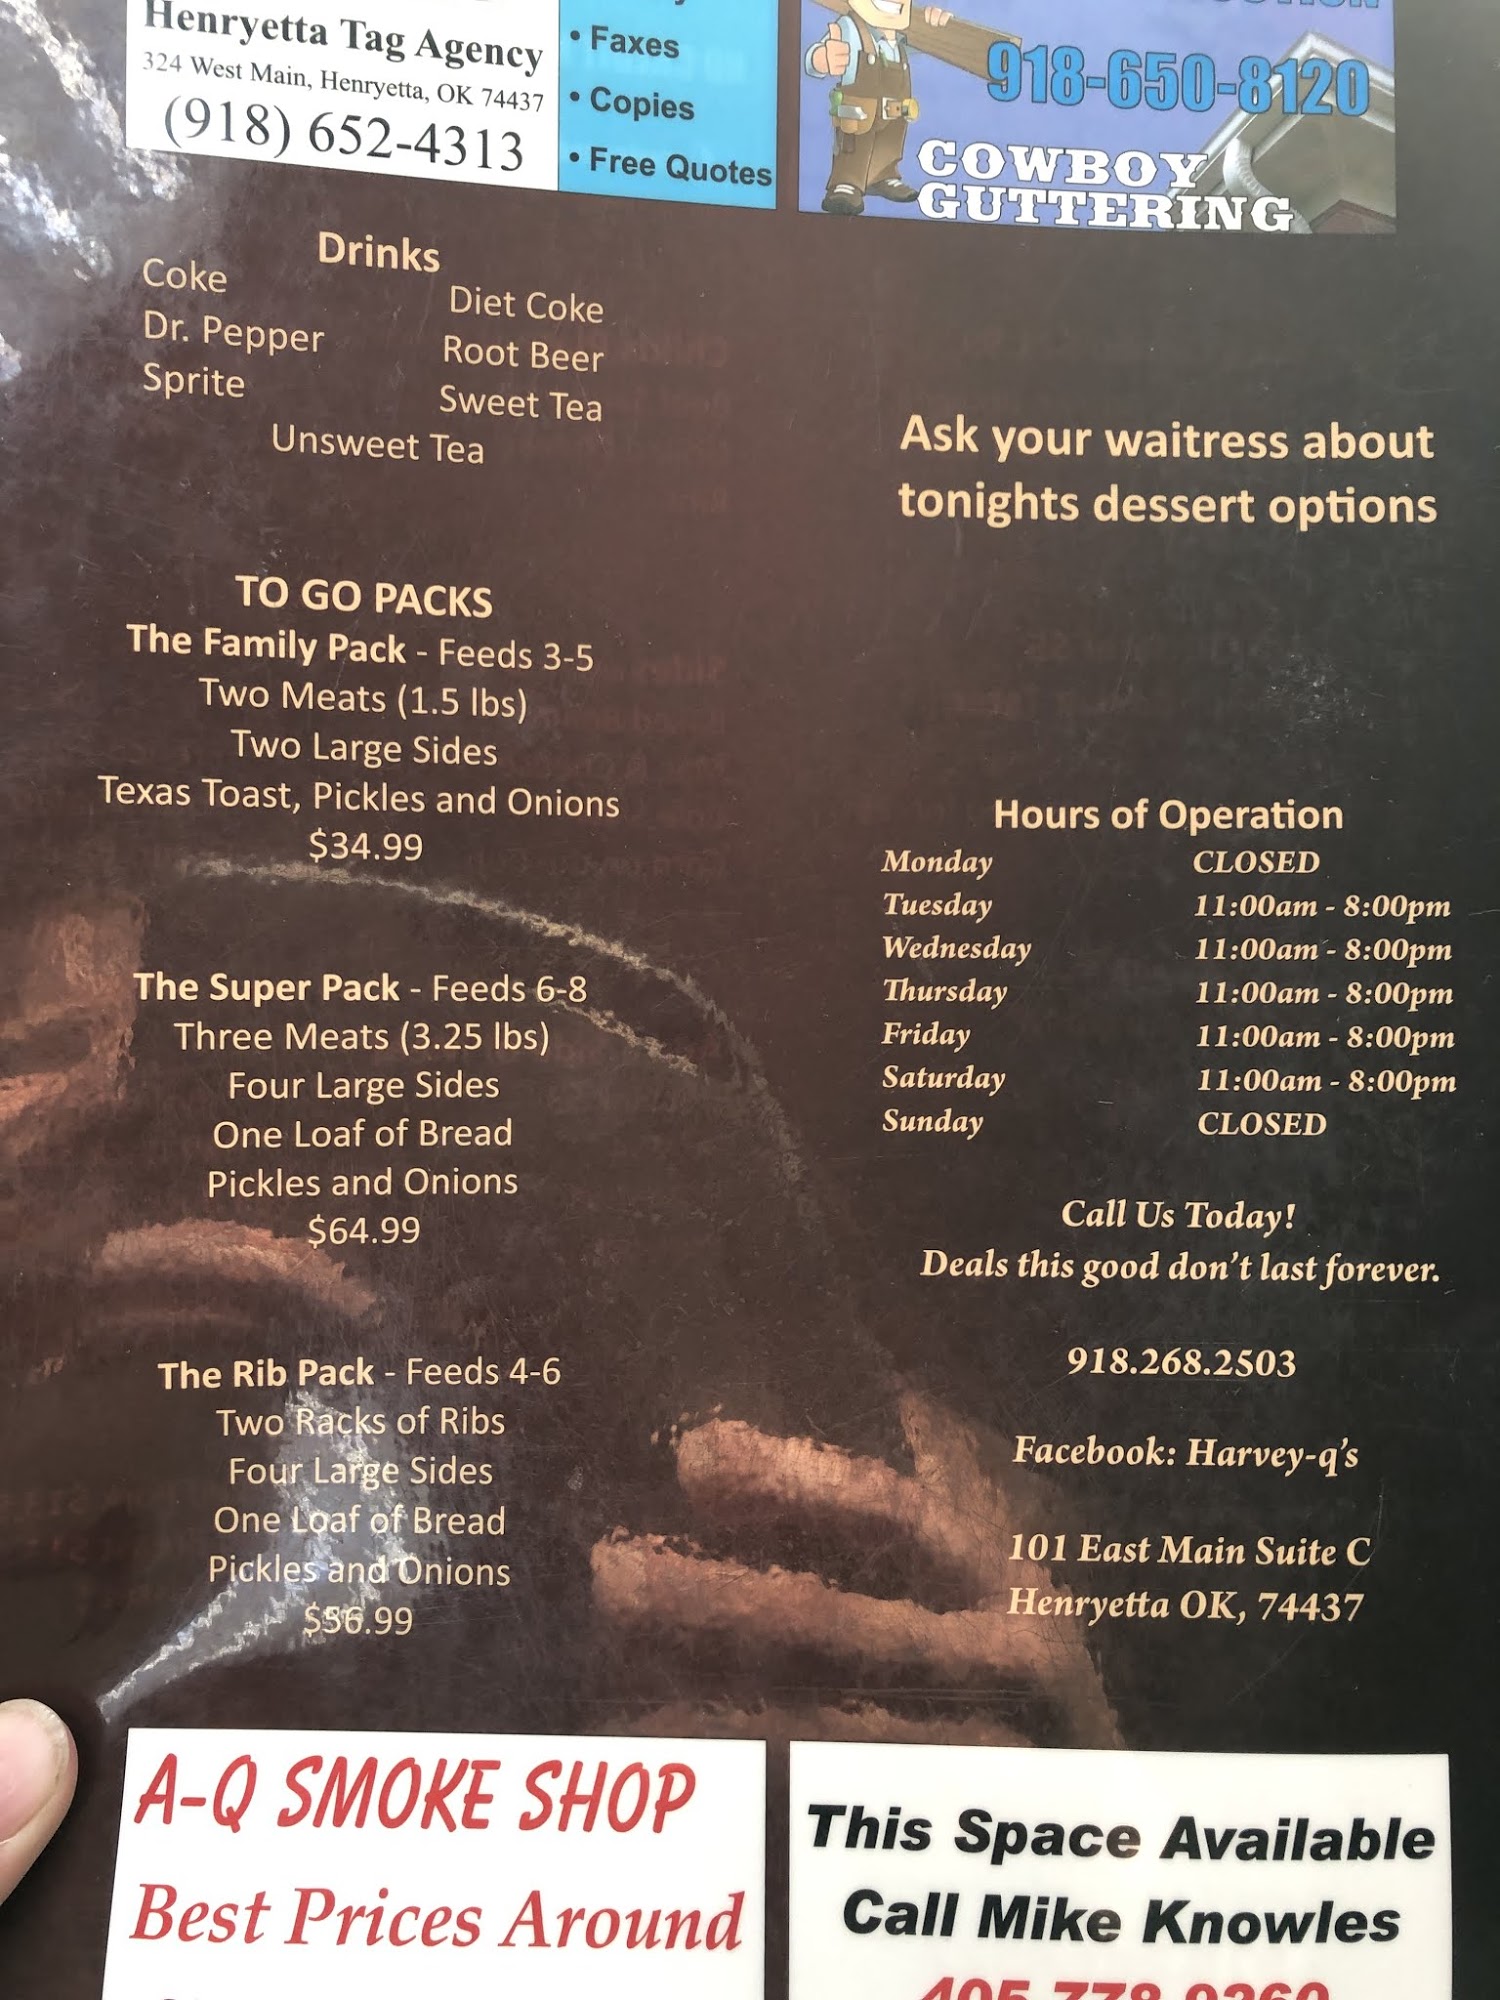 Henryetta Tag Agency
324 West Main, Henryetta, OK 74437
(918) 652-4313
• Faxes
• Copies
• Free Quotes
918-650-8120
COWBOY
GUTTERING
Drinks
Coke
Diet Coke
Dr. Pepper
Root Beer
Sprite
Sweet Tea
Unsweet Tea
Ask your waitress about
tonights dessert options
TO GO PACKS
The Family Pack - Feeds 3-5
Two Meats (1.5 lbs)
Two Large Sides
Texas Toast, Pickles and Onions
$34.99
The Super Pack - Feeds 6-8
Three Meats (3.25 lbs)
Four Large Sides
One Loaf of Bread
Pickles and Onions
$64.99
The Rib Pack - Feeds 4-6
Two Racks of Ribs
Four Large Sides
One Loaf of Bread
Pickles and Onions
$56.99
Hours of Operation
Monday CLOSED
Tuesday 11:00am - 8:00pm
Wednesday 11:00am - 8:00pm
Thursday 11:00am - 8:00pm
Friday 11:00am - 8:00pm
Saturday 11:00am - 8:00pm
Sunday CLOSED
Call Us Today!
Deals this good don't last forever.
918.268.2503
Facebook: Harvey-q's
101 East Main Suite C
Henryetta OK, 74437
A-Q SMOKE SHOP
Best Prices Around
This Space Available
Call Mike Knowles